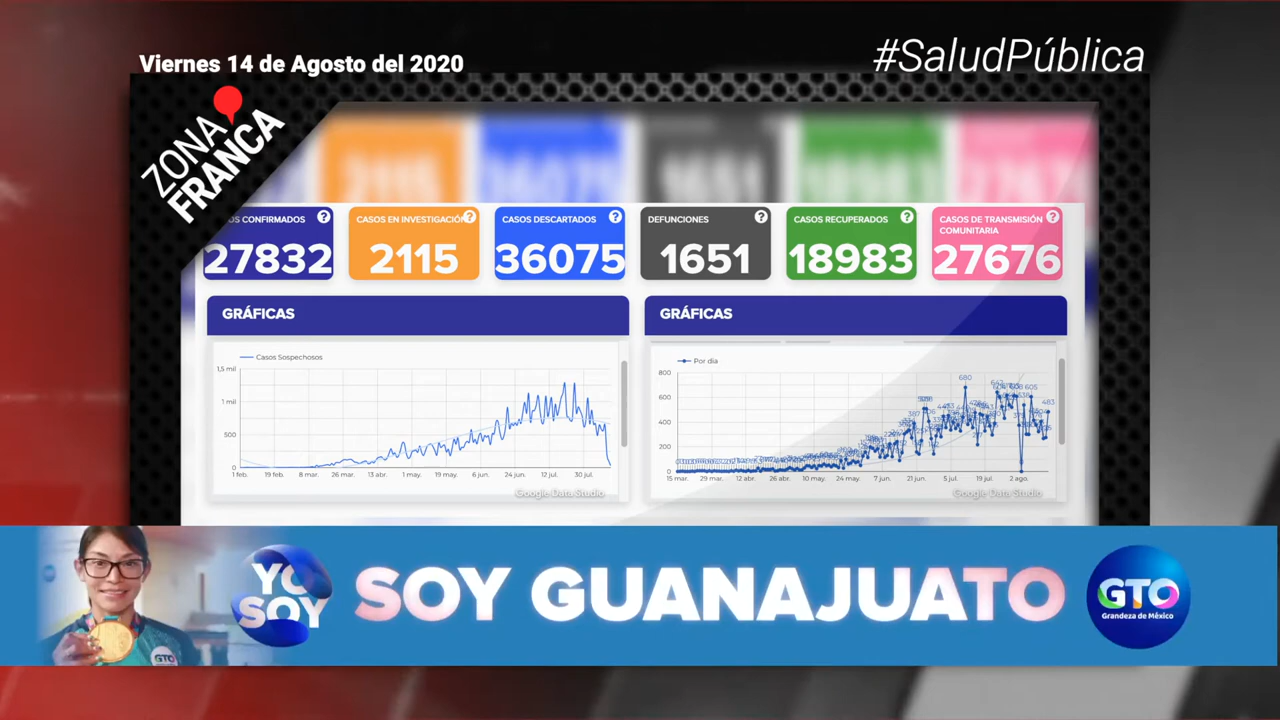 Viernes 14 de Agosto del 2020
#SaludPública
ZONA
FRANCA
OS CONFIRMADOS
27832
CASOS EN INVESTIGACIÓN
2115
CASOS DESCARTADOS
36075
DEFUNCIONES
1651
CASOS RECUPERADOS
18983
CASOS DE TRANSMISIÓN
COMUNITARIA
27676
GRÁFICAS
GRÁFICAS
Casos Sospechosos
1,5 mil
1 mil
500
0
1 feb. 19 feb. 8 mar. 26 mar. 13 abr. 1 may. 19 may. 6 jun. 24 jun. 12 jul. 30 jul.
Google Data Studio
Por dia
800
680
600
605
483
400
200
0
15 mar. 29 mar. 12 abr. 26 abr. 10 may. 24 may. 7 jun. 21 jun. 5 jul. 19 jul. 2 ago.
Google Data Studio
YO
SOY
SOY GUANAJUATO
GTO
Grandeza de México
GTO